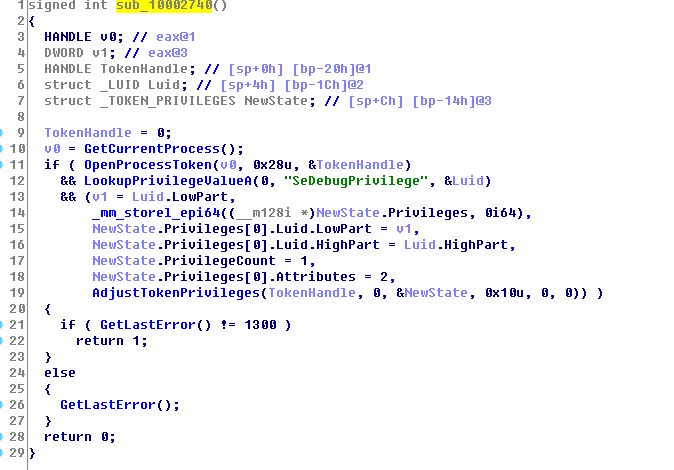 1 signed int sub_10002740()
2 {
3 HANDLE v0; // eax@1
4 DWORD v1; // eax@3
5 HANDLE TokenHandle; // [sp+0h] [bp-20h]@1
6 struct _LUID Luid; // [sp+4h] [bp-1Ch]@2
7 struct _TOKEN_PRIVILEGES NewState; // [sp+Ch] [bp-14h]@3
8
9 TokenHandle = 0;
10 v0 = GetCurrentProcess();
11 if ( OpenProcessToken(v0, 0x28u, &TokenHandle)
12 && LookupPrivilegeValueA(0, "SeDebugPrivilege", &Luid)
13 && (v1 = Luid.LowPart,
14 _mm_storel_epi64((__m128i *)NewState.Privileges, 0i64),
15 NewState.Privileges[0].Luid.LowPart = v1,
16 NewState.Privileges[0].Luid.HighPart = Luid.HighPart,
17 NewState.PrivilegeCount = 1,
18 NewState.Privileges[0].Attributes = 2,
19 AdjustTokenPrivileges(TokenHandle, 0, &NewState, 0x10u, 0, 0)) )
20 {
21 if ( GetLastError() != 1300 )
22 return 1;
23 }
24 else
25 {
26 GetLastError();
27 }
28 return 0;
29 }